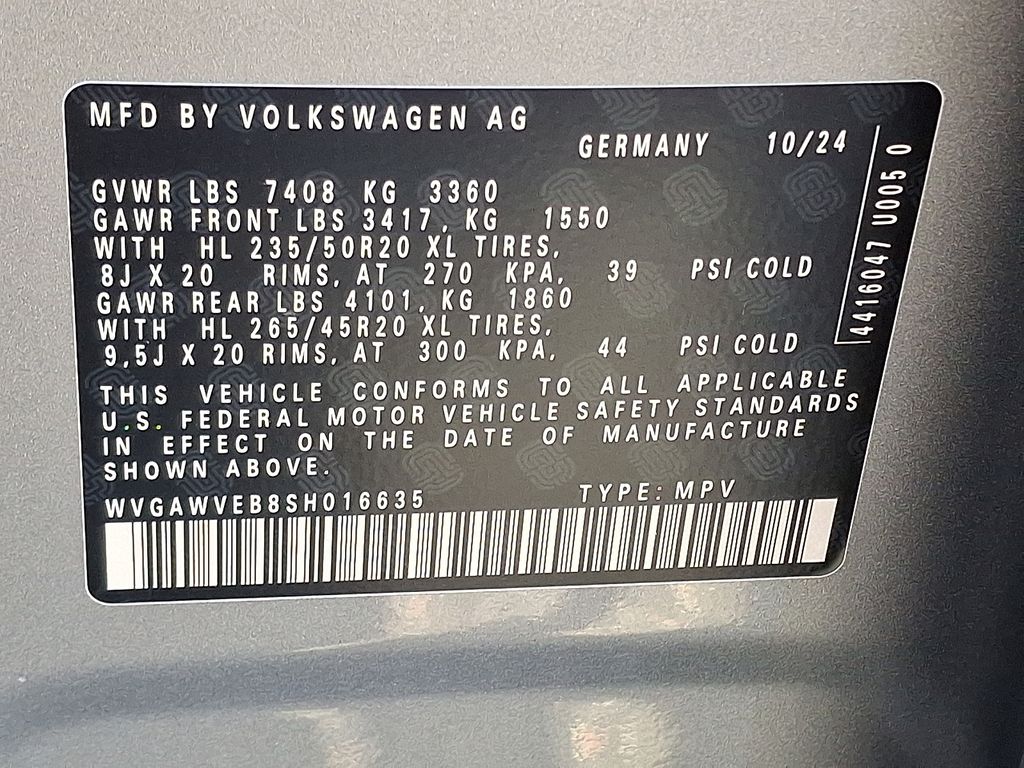 MFD BY VOLKSWAGEN AG
GERMANY 10/24
GVWR LBS 7408 KG 3360
GAWR FRONT LBS 3417, KG 1550
WITH HL 235/50R20 XL TIRES,
8J X 20 RIMS, AT 270 KPA, 39 PSI COLD
GAWR REAR LBS 4101, KG 1860
WITH HL 265/45R20 XL TIRES,
9,5J X 20 RIMS, AT 300 KPA, 44 PSI COLD
THIS VEHICLE CONFORMS TO ALL APPLICABLE
U.S. FEDERAL MOTOR VEHICLE SAFETY STANDARDS
IN EFFECT ON THE DATE OF MANUFACTURE
SHOWN ABOVE.
WVGAWVEB8SH016635 TYPE: MPV
4416047 U005 0